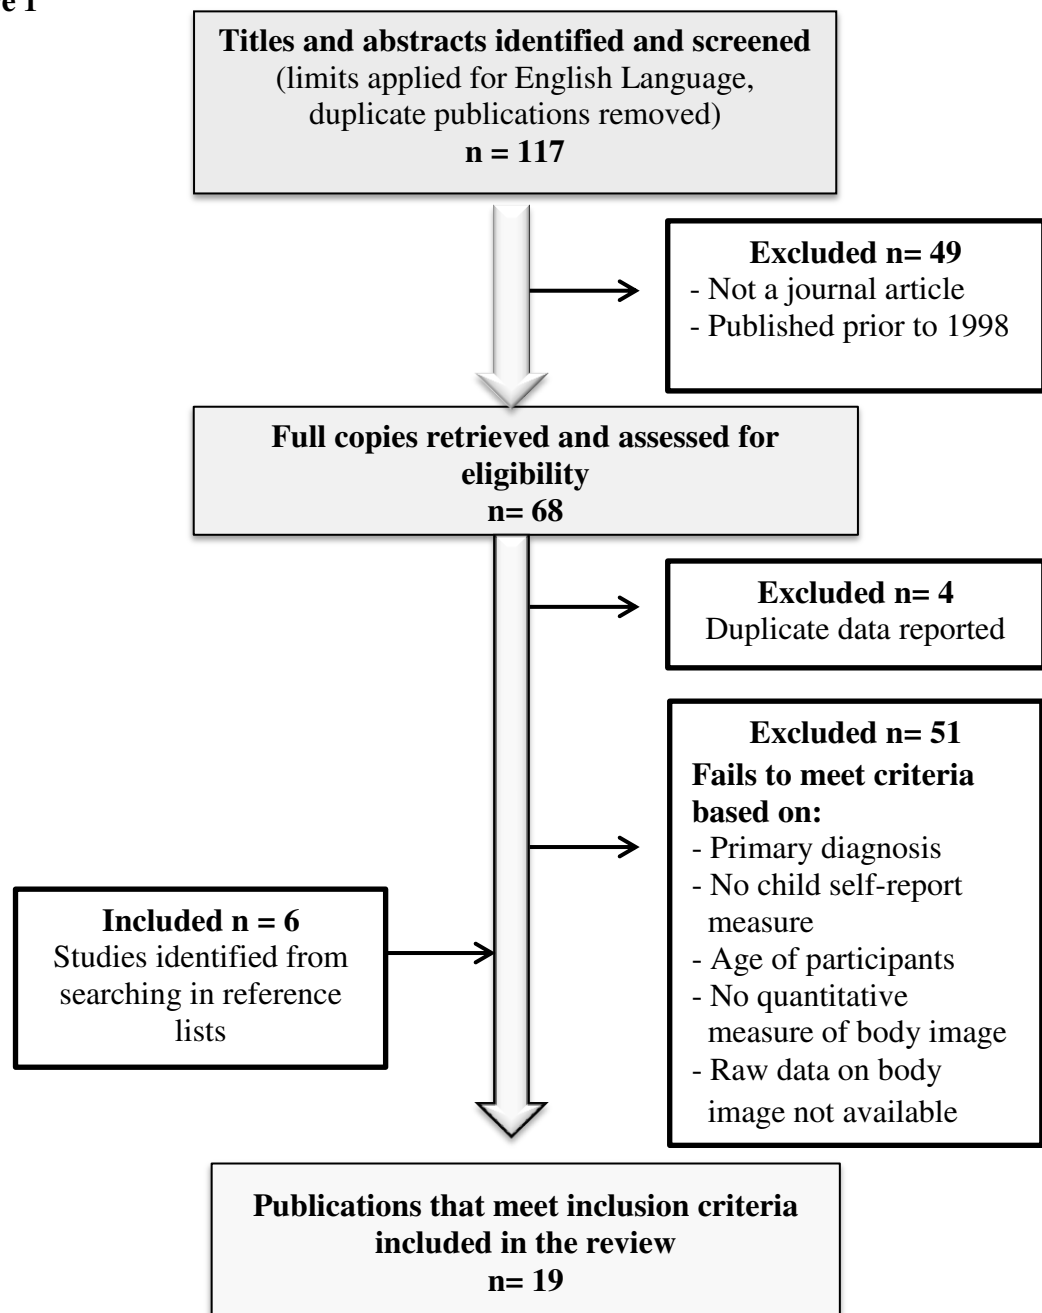 e 1
Titles and abstracts identified and screened
(limits applied for English Language,
duplicate publications removed)
n = 117
Excluded n= 49
- Not a journal article
- Published prior to 1998
Full copies retrieved and assessed for
eligibility
n= 68
Excluded n= 4
Duplicate data reported
Excluded n= 51
Fails to meet criteria
based on:
- Primary diagnosis
- No child self-report
measure
- Age of participants
- No quantitative
measure of body image
- Raw data on body
image not available
Included n = 6
Studies identified from
searching in reference
lists
Publications that meet inclusion criteria
included in the review
n= 19